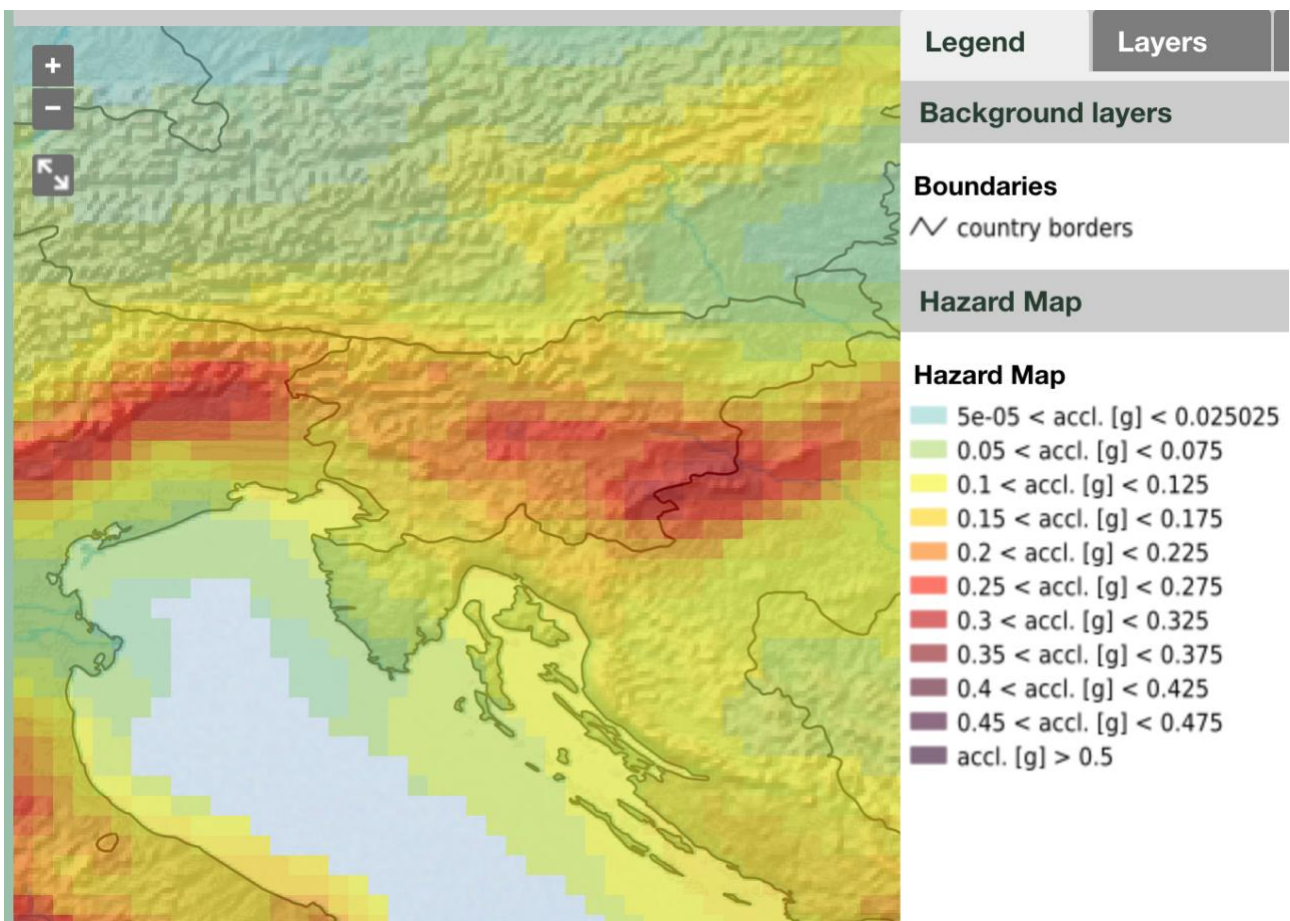 +
−
Legend
Layers
Background layers
Boundaries
country borders
Hazard Map
Hazard Map
5e-05 < accl. [g] < 0.025025
0.05 < accl. [g] < 0.075
0.1 < accl. [g] < 0.125
0.15 < accl. [g] < 0.175
0.2 < accl. [g] < 0.225
0.25 < accl. [g] < 0.275
0.3 < accl. [g] < 0.325
0.35 < accl. [g] < 0.375
0.4 < accl. [g] < 0.425
0.45 < accl. [g] < 0.475
accl. [g] > 0.5